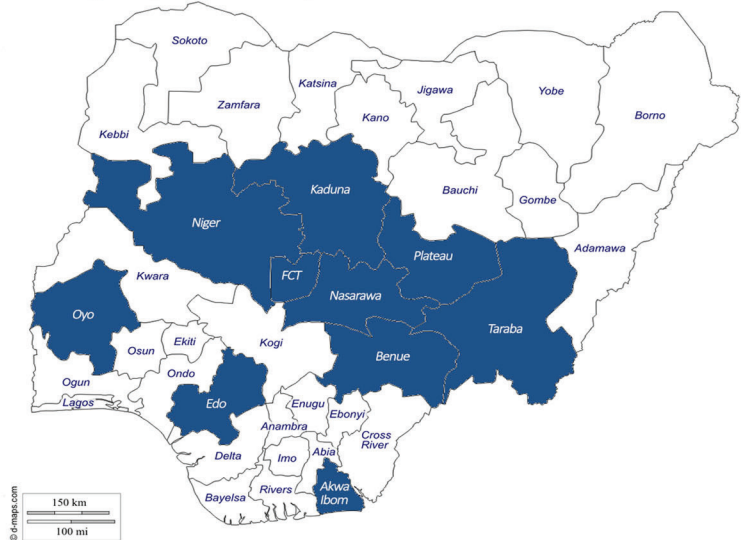 Sokoto
Katsina
Jigawa
Yobe
Zamfara
Kano
Borno
Kebbi
Kaduna
Bauchi
Gombe
Niger
Plateau
Adamawa
FCT
Kwara
Nasarawa
Oyo
Taraba
Ekiti
Kogi
Osun
Benue
Ondo
Ogun
Lagos
Edo
Enugu
Ebonyi
Anambra
Cross
River
Delta
Imo
Abia
Bayelsa
Rivers
Akwa
Ibom
150 km
100 mi
© d-maps.com